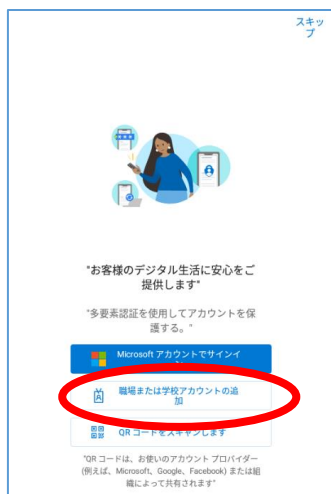 スキッ
プ
"お客様のデジタル生活に安心をご
提供します"
"多要素認証を使用してアカウントを保
護する。"
Microsoft アカウントでサインイ
職場または学校アカウントの追
加
QR コードをスキャンします
"QR コードは、お使いのアカウント プロバイダー
(例えば、Microsoft、Google、Facebook) または組
織によって共有されます"